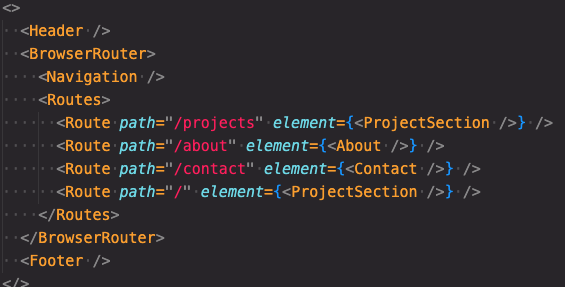 <>
  <Header />
  <BrowserRouter>
    <Navigation />
    <Routes>
      <Route path="/projects" element={<ProjectSection />} />
      <Route path="/about" element={<About />} />
      <Route path="/contact" element={<Contact />} />
      <Route path="/" element={<ProjectSection />} />
    </Routes>
  </BrowserRouter>
  <Footer />
</>